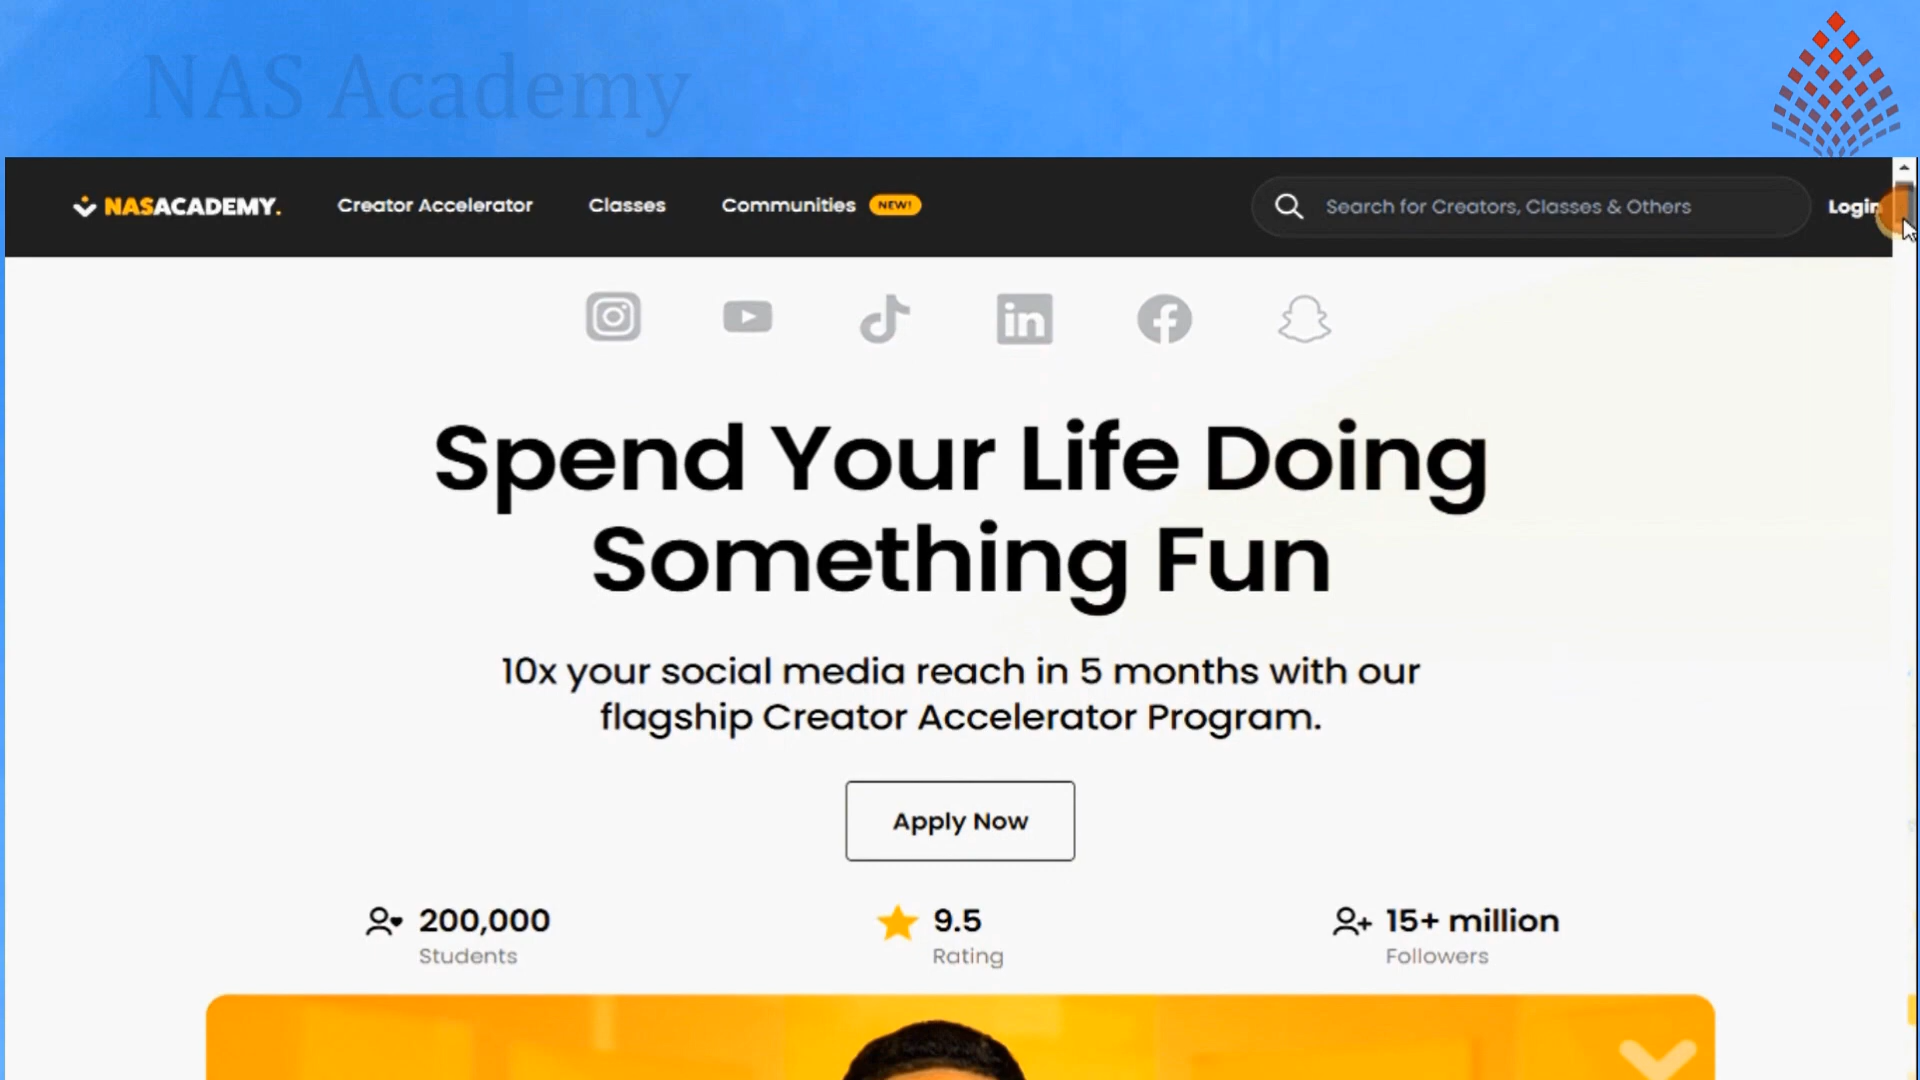 NAS Academy
NASACADEMY.
Creator Accelerator
Classes
Communities
NEW!
Search for Creators, Classes & Others
Login
Spend Your Life Doing
Something Fun
10x your social media reach in 5 months with our
flagship Creator Accelerator Program.
Apply Now
200,000
Students
9.5
Rating
15+ million
Followers